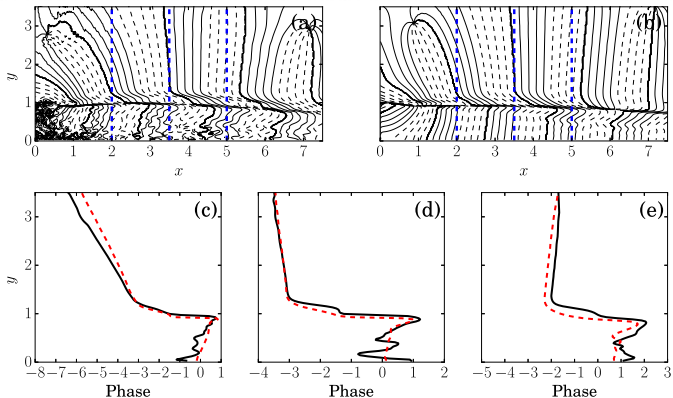 (a) (b)
3
2
1
0
y
0 1 2 3 4 5 6 7
x
0 1 2 3 4 5 6 7
x
(c) (d) (e)
3
2
1
0
y
−8 −7 −6 −5 −4 −3 −2 −1 0 1
Phase
−4 −3 −2 −1 0 1 2
Phase
−5 −4 −3 −2 −1 0 1 2 3
Phase